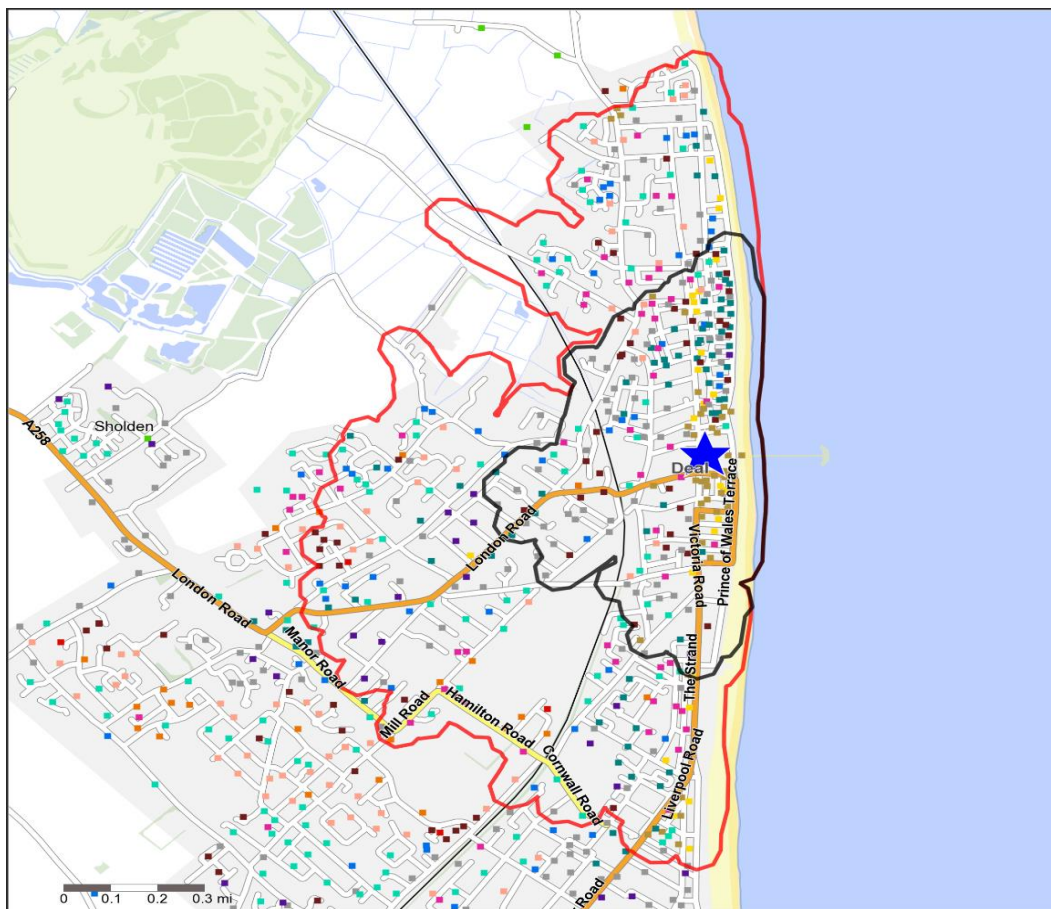 A258
Sholden
Deal
London Road
Prince of Wales Terrace
Victoria Road
London Road
Manor Road
The Strand
Mill Road
Hamilton Road
Cornwall Road
Liverpool Road
Road
0 0.1 0.2 0.3 mi